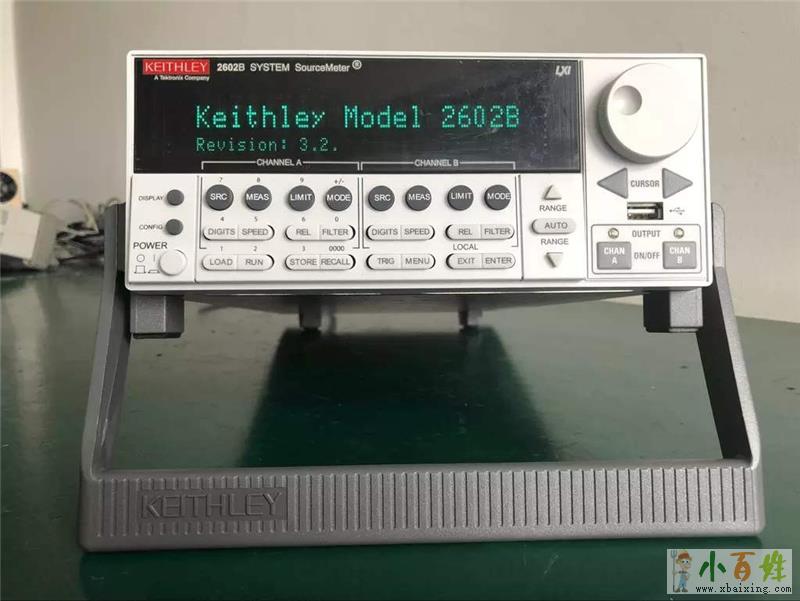 KEITHLEY 2602B SYSTEM SourceMeter® LXI
A Tektronix Company
Keithley Model 2602B
Revision: 3.2.
CHANNEL A CHANNEL B
7 8 9 +/-
DISPLAY SRC MEAS LIMIT MODE SRC MEAS LIMIT MODE CURSOR
4 5 6 0
RANGE
CONFIG DIGITS SPEED REL FILTER DIGITS SPEED REL FILTER AUTO OUTPUT
POWER
1 2 3 0000 LOCAL RANGE
LOAD RUN STORE RECALL TRIG MENU EXIT ENTER
CHAN A ON/OFF CHAN B
KEITHLEY
小百姓
www.xbaixing.com